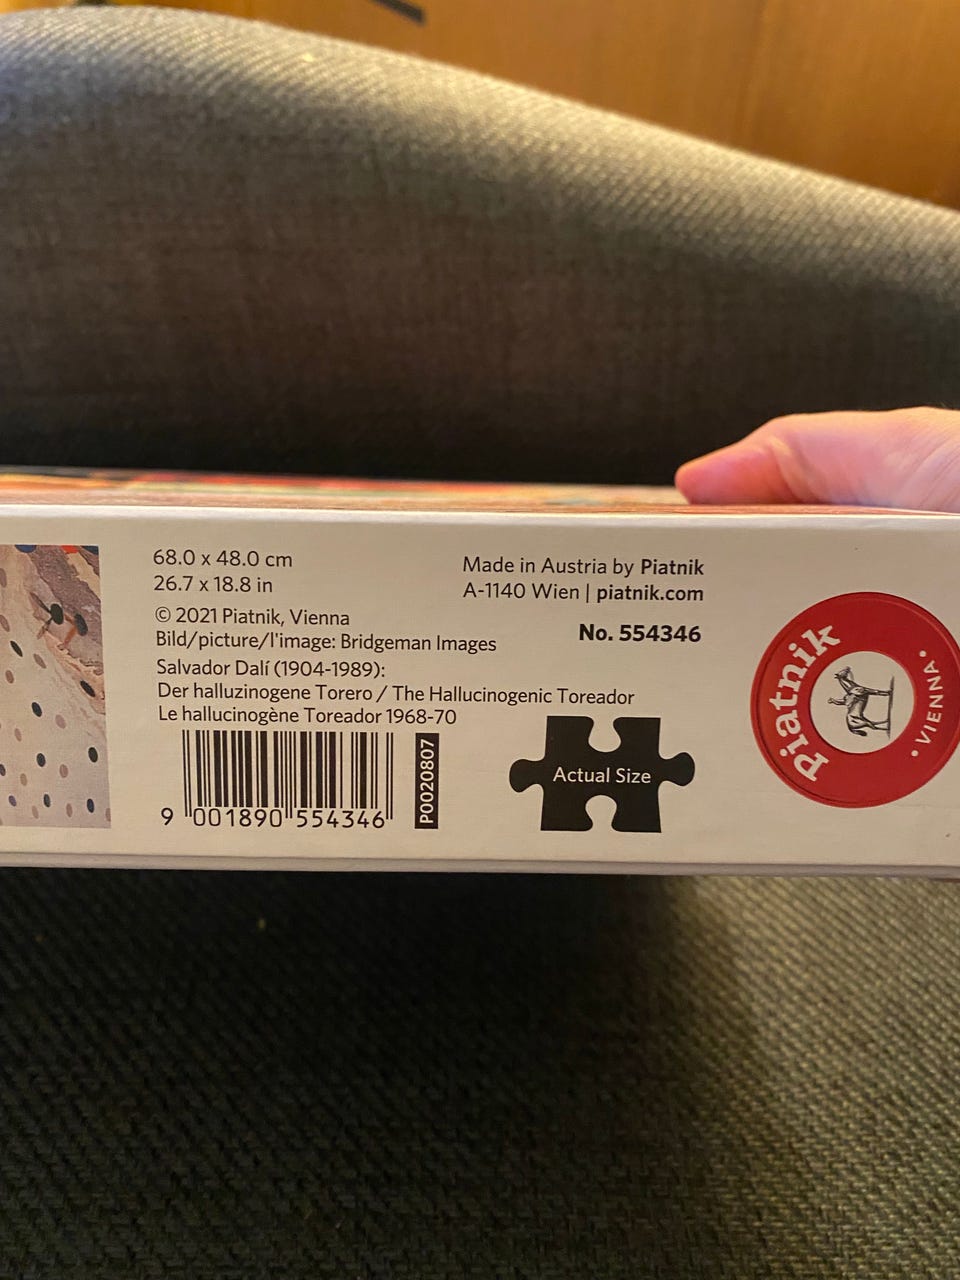 68.0 x 48.0 cm
26.7 x 18.8 in
© 2021 Piatnik, Vienna
Bild/picture/l'image: Bridgeman Images
Salvador Dalí (1904-1989):
Der halluzinogene Torero / The Hallucinogenic Toreador
Le hallucinogène Toreador 1968-70
9 001890 554346
P0020807
Made in Austria by Piatnik
A-1140 Wien | piatnik.com
No. 554346
Actual Size
Piatnik
• VIENNA •